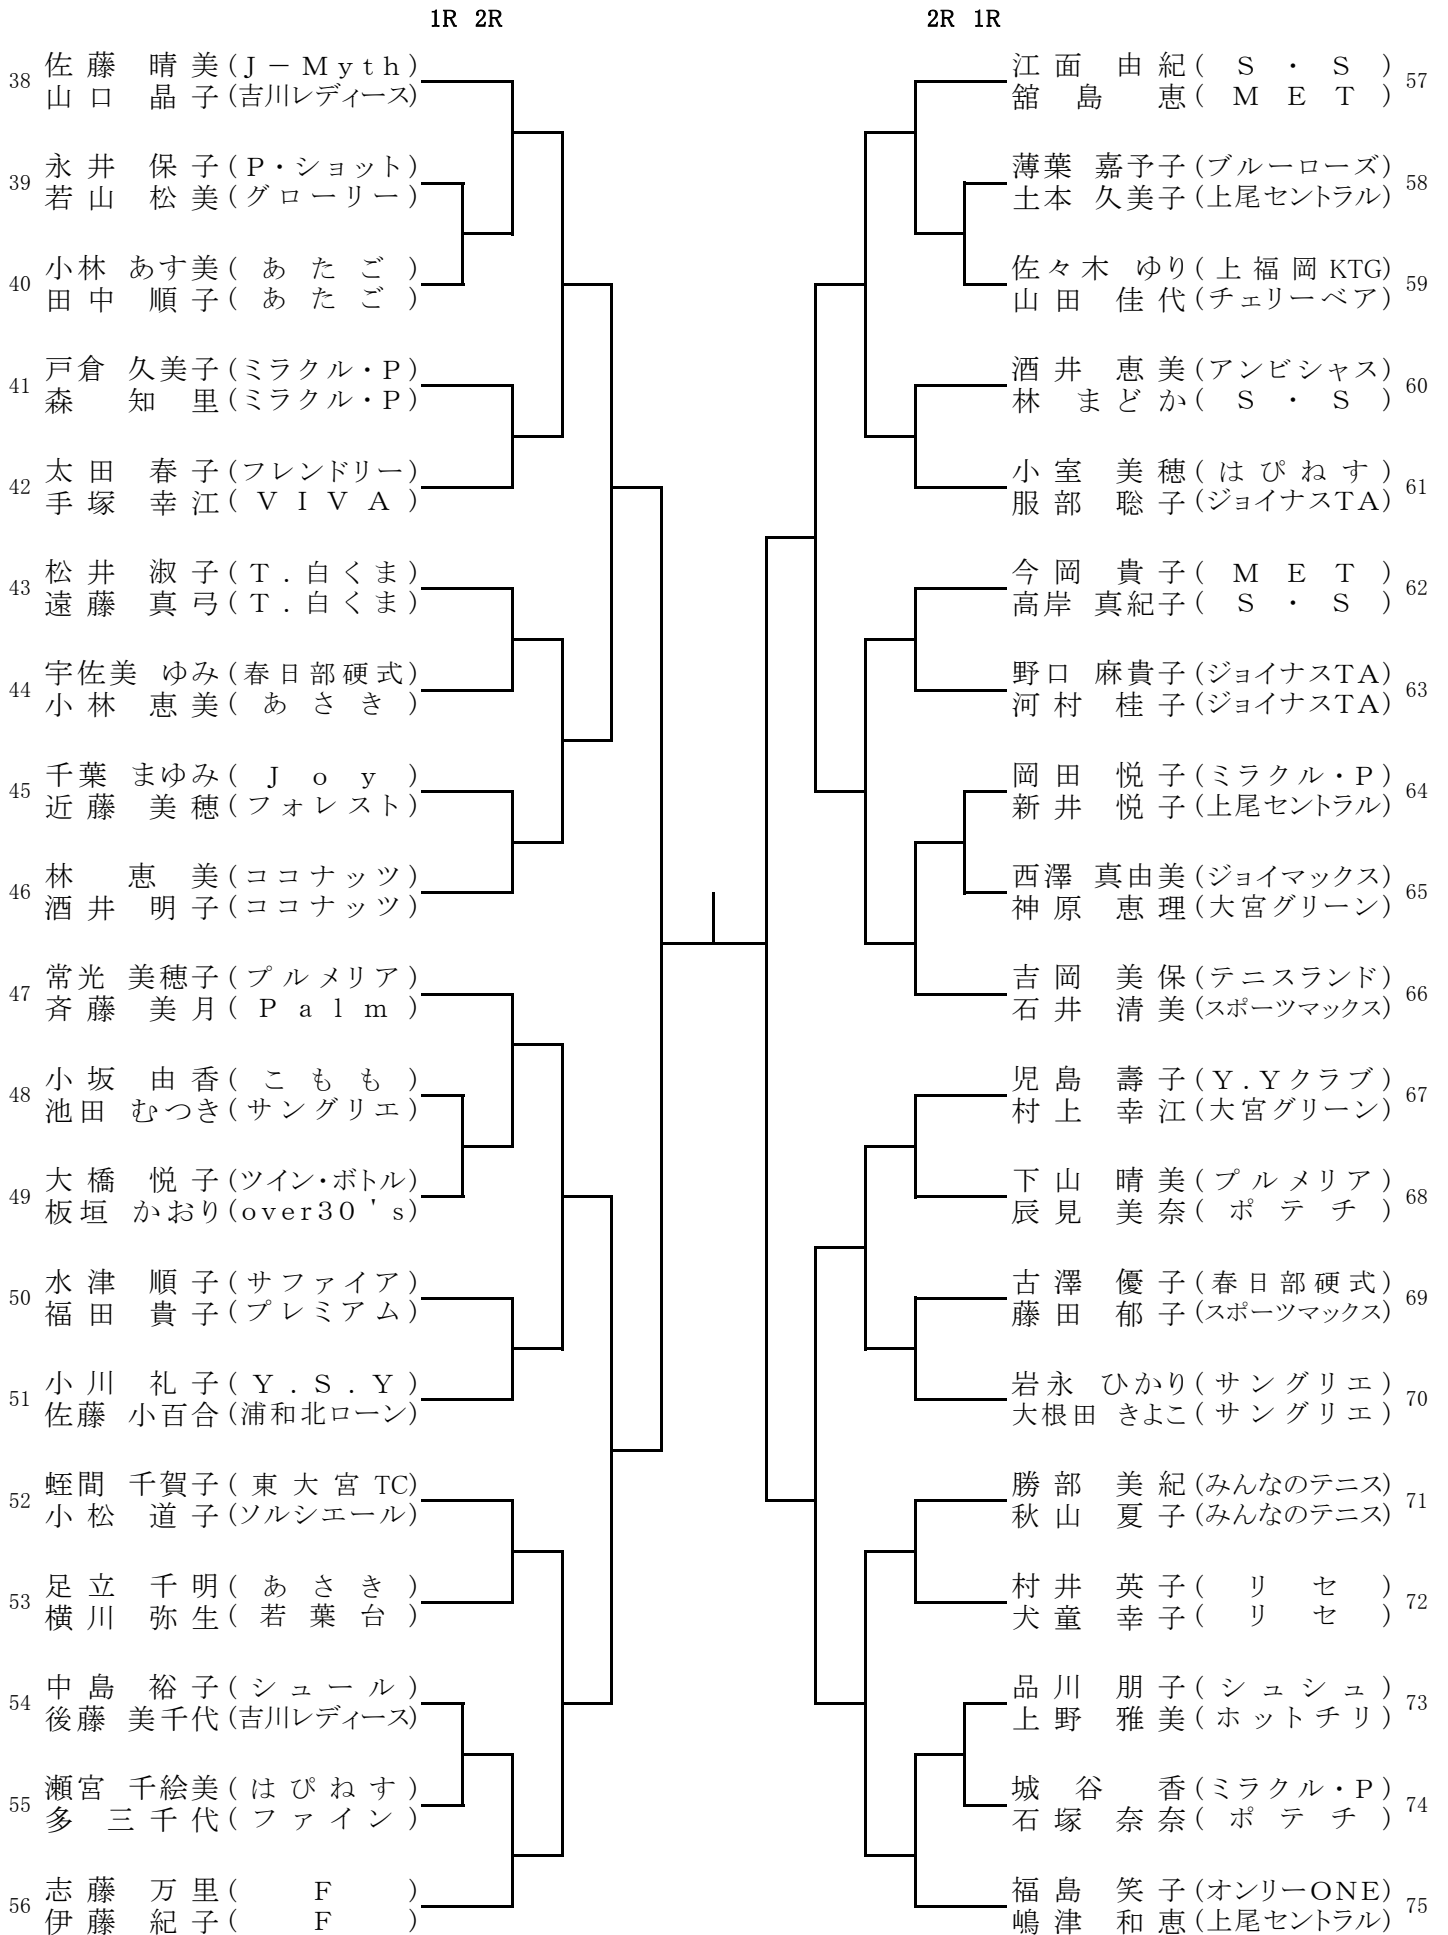 1R 2R
38 佐藤 晴美(J－Myth)
山口 晶子(吉川レディース)
39 永井 保子(P・ショット)
若山 松美(グローリー)
40 小林 あす美(あたご)
田中 順子(あたご)
41 戸倉 久美子(ミラクル・P)
森 知里(ミラクル・P)
42 太田 春子(フレンドリー)
手塚 幸江(VIVA)
43 松井 淑子(T.白くま)
遠藤 真弓(T.白くま)
44 宇佐美 ゆみ(春日部硬式)
小林 恵美(あさき)
45 千葉 まゆみ(Joy)
近藤 美穂(フォレスト)
46 林 恵美(ココナッツ)
酒井 明子(ココナッツ)
47 常光 美穂子(プルメリア)
斉藤 美月(Palm)
48 小坂 由香(こもも)
池田 むつき(サングリエ)
49 大橋 悦子(ツイン・ボトル)
板垣 かおり(over30's)
50 水津 順子(サファイア)
福田 貴子(プレミアム)
51 小川 礼子(Y.S.Y)
佐藤 小百合(浦和北ローン)
52 蛭間 千賀子(東大宮TC)
小松 道子(ソルシエール)
53 足立 千明(あさき)
横川 弥生(若葉台)
54 中島 裕子(シュール)
後藤 美千代(吉川レディース)
55 瀬宮 千絵美(はぴねす)
多 三千代(ファイン)
56 志藤 万里(F)
伊藤 紀子(F)
2R 1R
江面 由紀(S・S) 57
舘島 恵(MET)
薄葉 嘉予子(ブルーローズ) 58
土本 久美子(上尾セントラル)
佐々木 ゆり(上福岡KTG) 59
山田 佳代(チェリーベア)
酒井 恵美(アンビシャス) 60
林 まどか(S・S)
小室 美穂(はぴねす) 61
服部 聡子(ジョイナスTA)
今岡 貴子(MET) 62
高岸 真紀子(S・S)
野口 麻貴子(ジョイナスTA) 63
河村 桂子(ジョイナスTA)
岡田 悦子(ミラクル・P) 64
新井 悦子(上尾セントラル)
西澤 真由美(ジョイマックス) 65
神原 恵理(大宮グリーン)
吉岡 美保(テニスランド) 66
石井 清美(スポーツマックス)
児島 壽子(Y.Yクラブ) 67
村上 幸江(大宮グリーン)
下山 晴美(プルメリア) 68
辰見 美奈(ポテチ)
古澤 優子(春日部硬式) 69
藤田 郁子(スポーツマックス)
岩永 ひかり(サングリエ) 70
大根田 きよこ(サングリエ)
勝部 美紀(みんなのテニス) 71
秋山 夏子(みんなのテニス)
村井 英子(リセ) 72
犬童 幸子(リセ)
品川 朋子(シュシュ) 73
上野 雅美(ホットチリ)
城谷 香(ミラクル・P) 74
石塚 奈奈(ポテチ)
福島 笑子(オンリーONE) 75
嶋津 和恵(上尾セントラル)